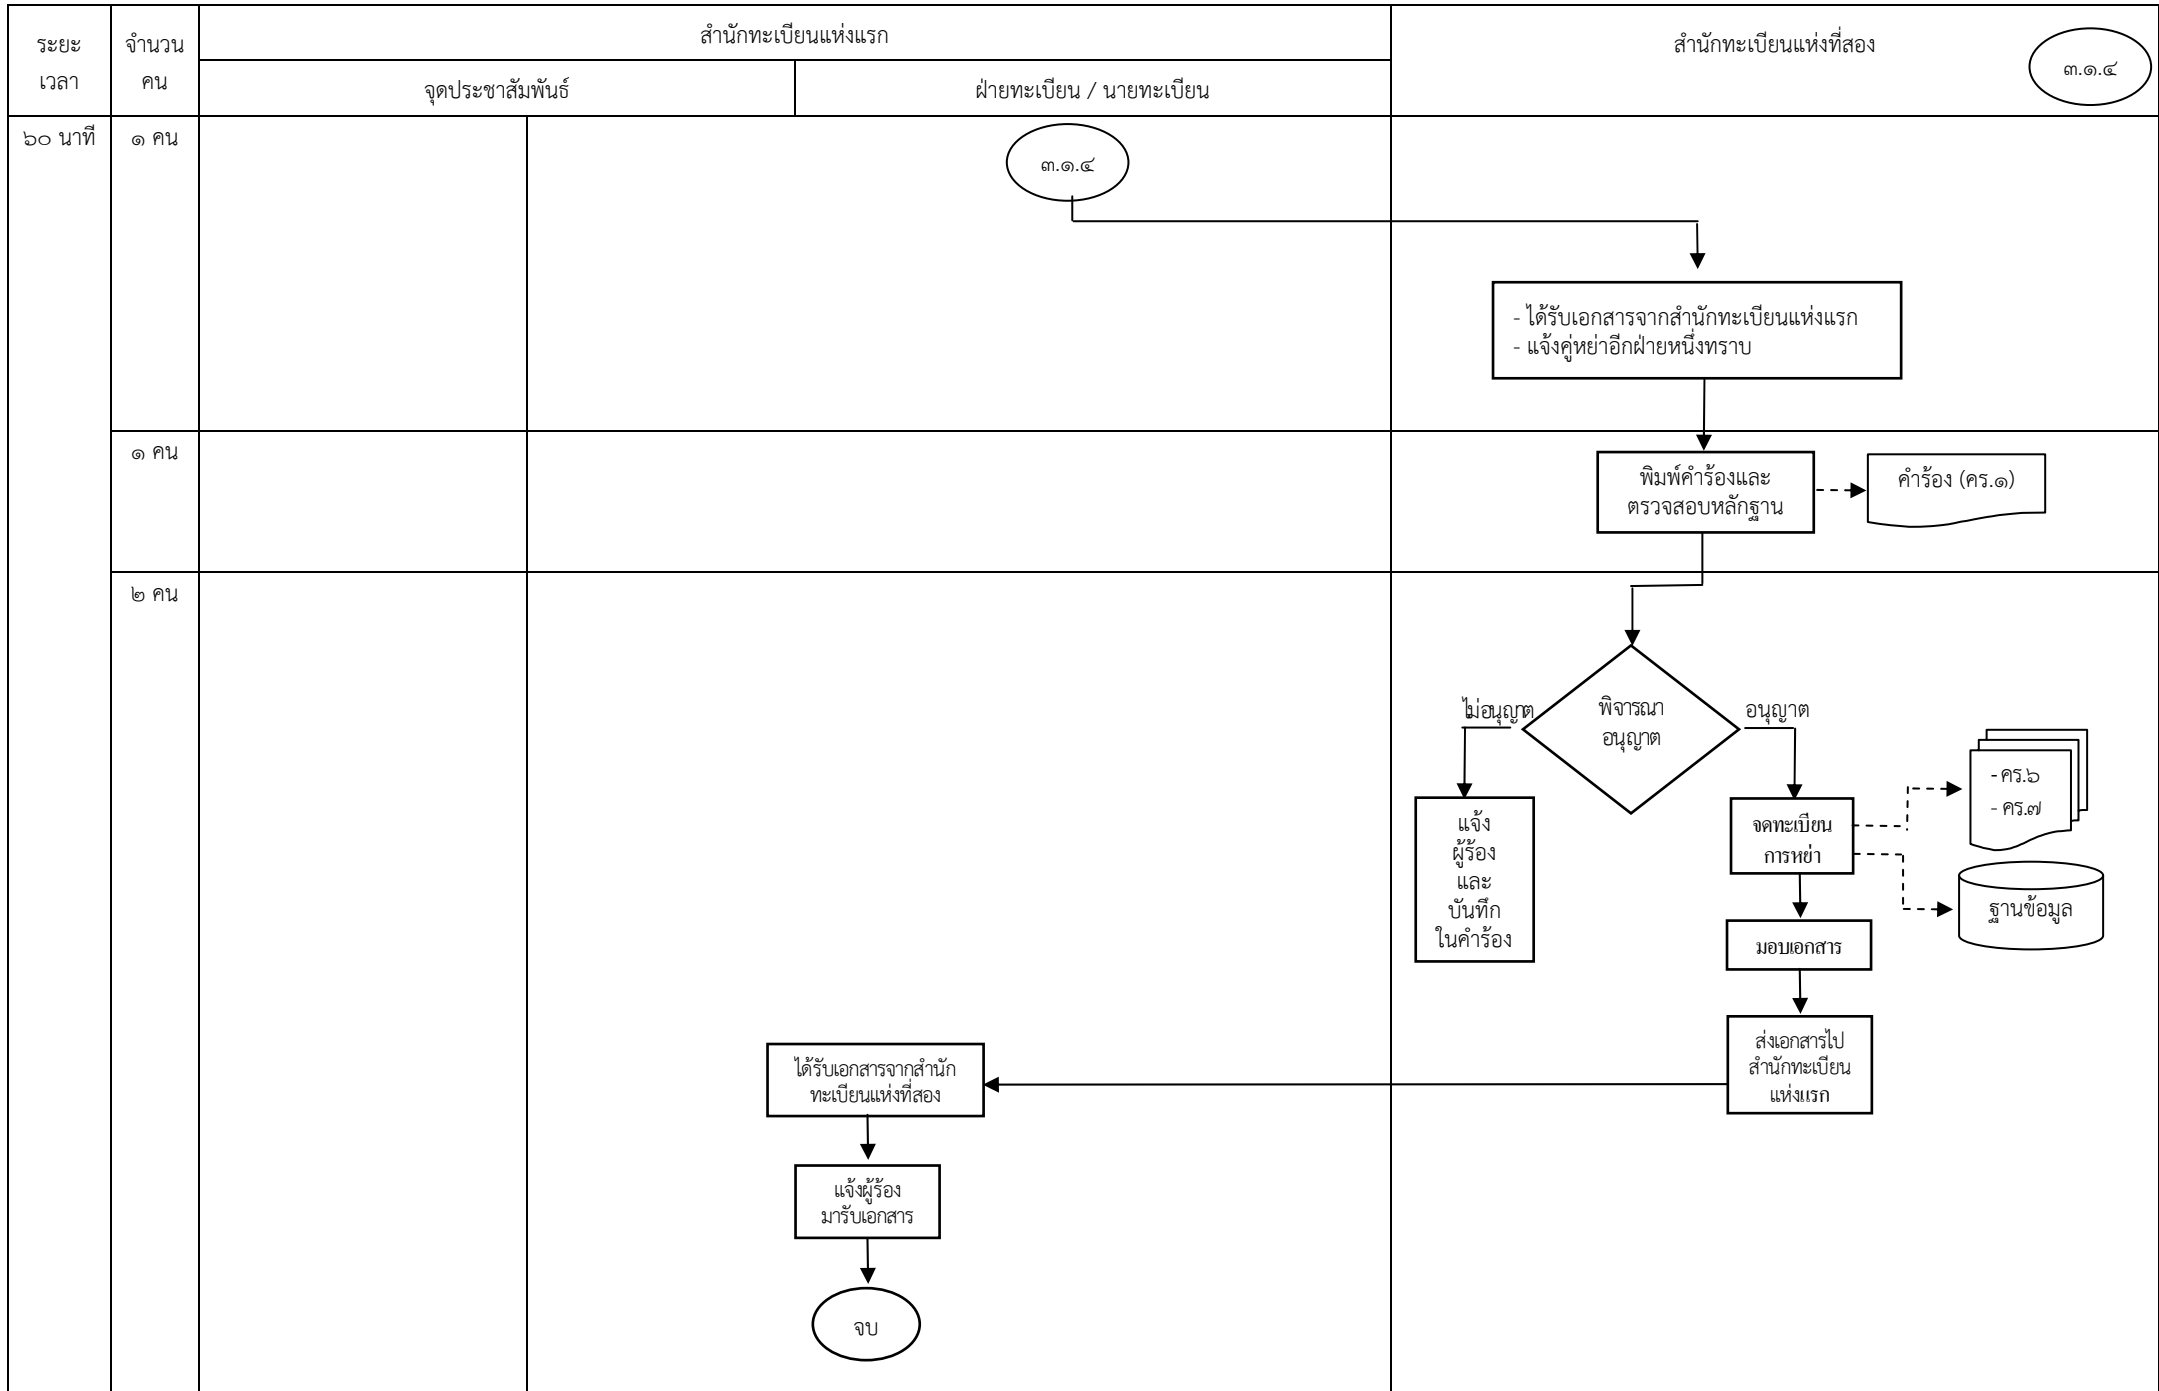 ระยะ
เวลา
จำนวน
คน
สำนักทะเบียนแห่งแรก
จุดประชาสัมพันธ์
ฝ่ายทะเบียน / นายทะเบียน
สำนักทะเบียนแห่งที่สอง
๓.๑.๔
๖๐ นาที
๑ คน
๓.๑.๔
- ได้รับเอกสารจากสำนักทะเบียนแห่งแรก
- แจ้งคู่หย่าอีกฝ่ายหนึ่งทราบ
๑ คน
พิมพ์คำร้องและ
ตรวจสอบหลักฐาน
คำร้อง (คร.๑)
๒ คน
พิจารณา
อนุญาต
ไม่อนุญาต
อนุญาต
แจ้ง
ผู้ร้อง
และ
บันทึก
ในคำร้อง
จดทะเบียน
การหย่า
- คร.๖
- คร.๗
ฐานข้อมูล
มอบเอกสาร
ส่งเอกสารไป
สำนักทะเบียน
แห่งแรก
ได้รับเอกสารจากสำนัก
ทะเบียนแห่งที่สอง
แจ้งผู้ร้อง
มารับเอกสาร
จบ